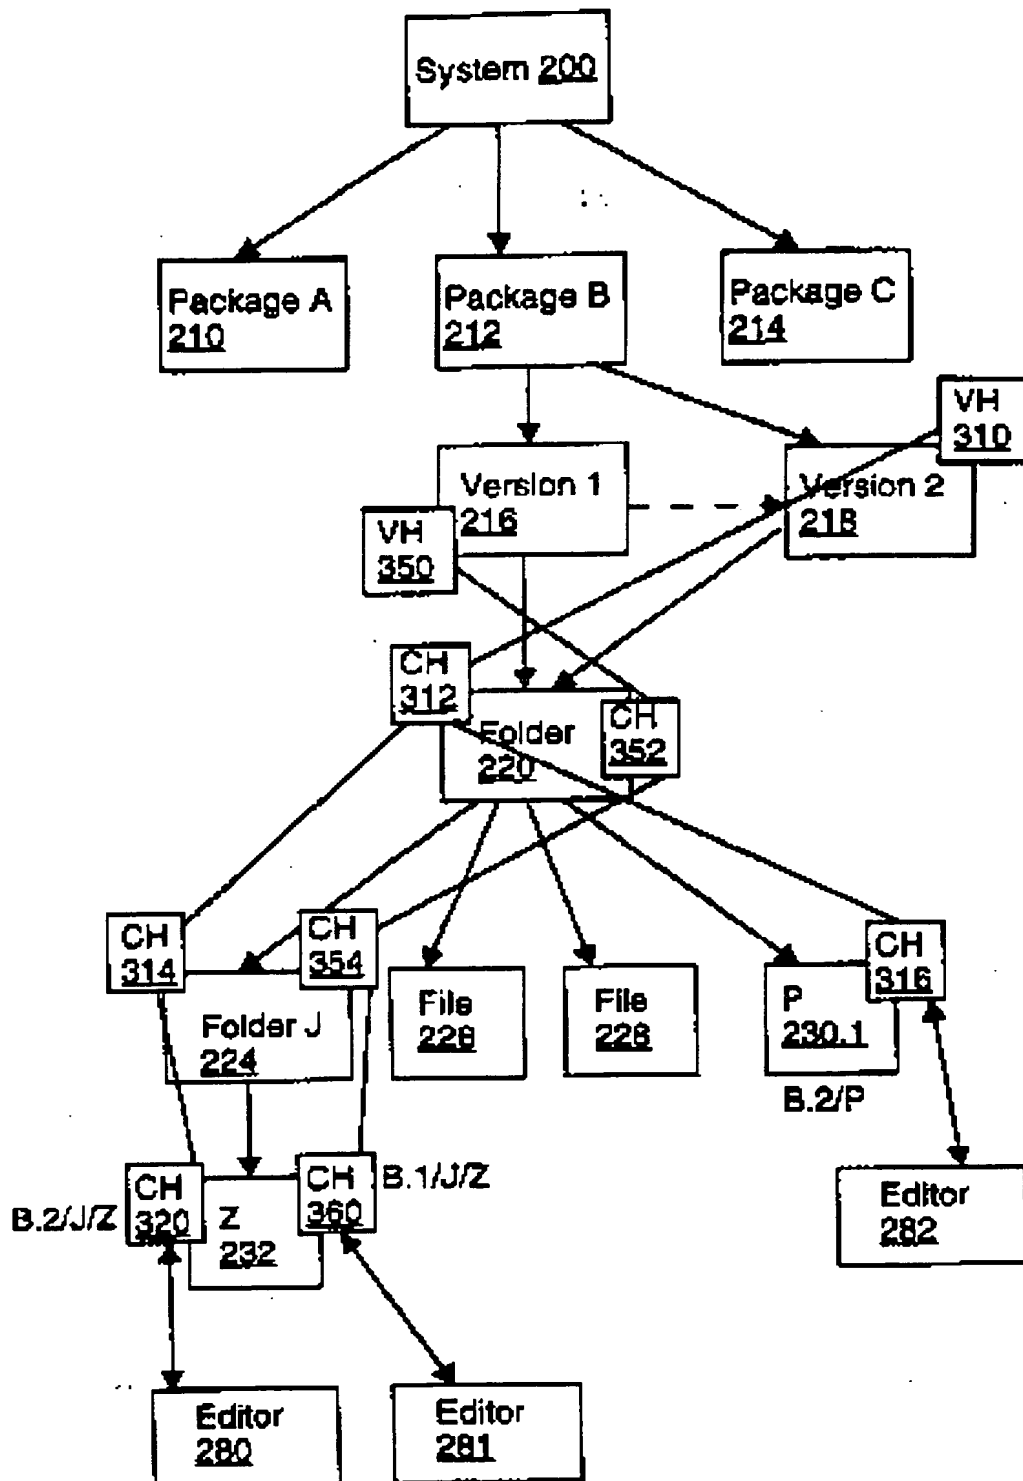 System 200
Package A
210
Package B
212
Package C
214
VH
310
Version 1
216
Version 2
218
VH
350
CH
312
Folder
220
CH
352
CH
314
CH
354
Folder J
224
File
228
File
228
P
230.1
CH
316
B.2/P
B.2/J/Z
CH
320
Z
232
CH
360
B.1/J/Z
Editor
282
Editor
280
Editor
281